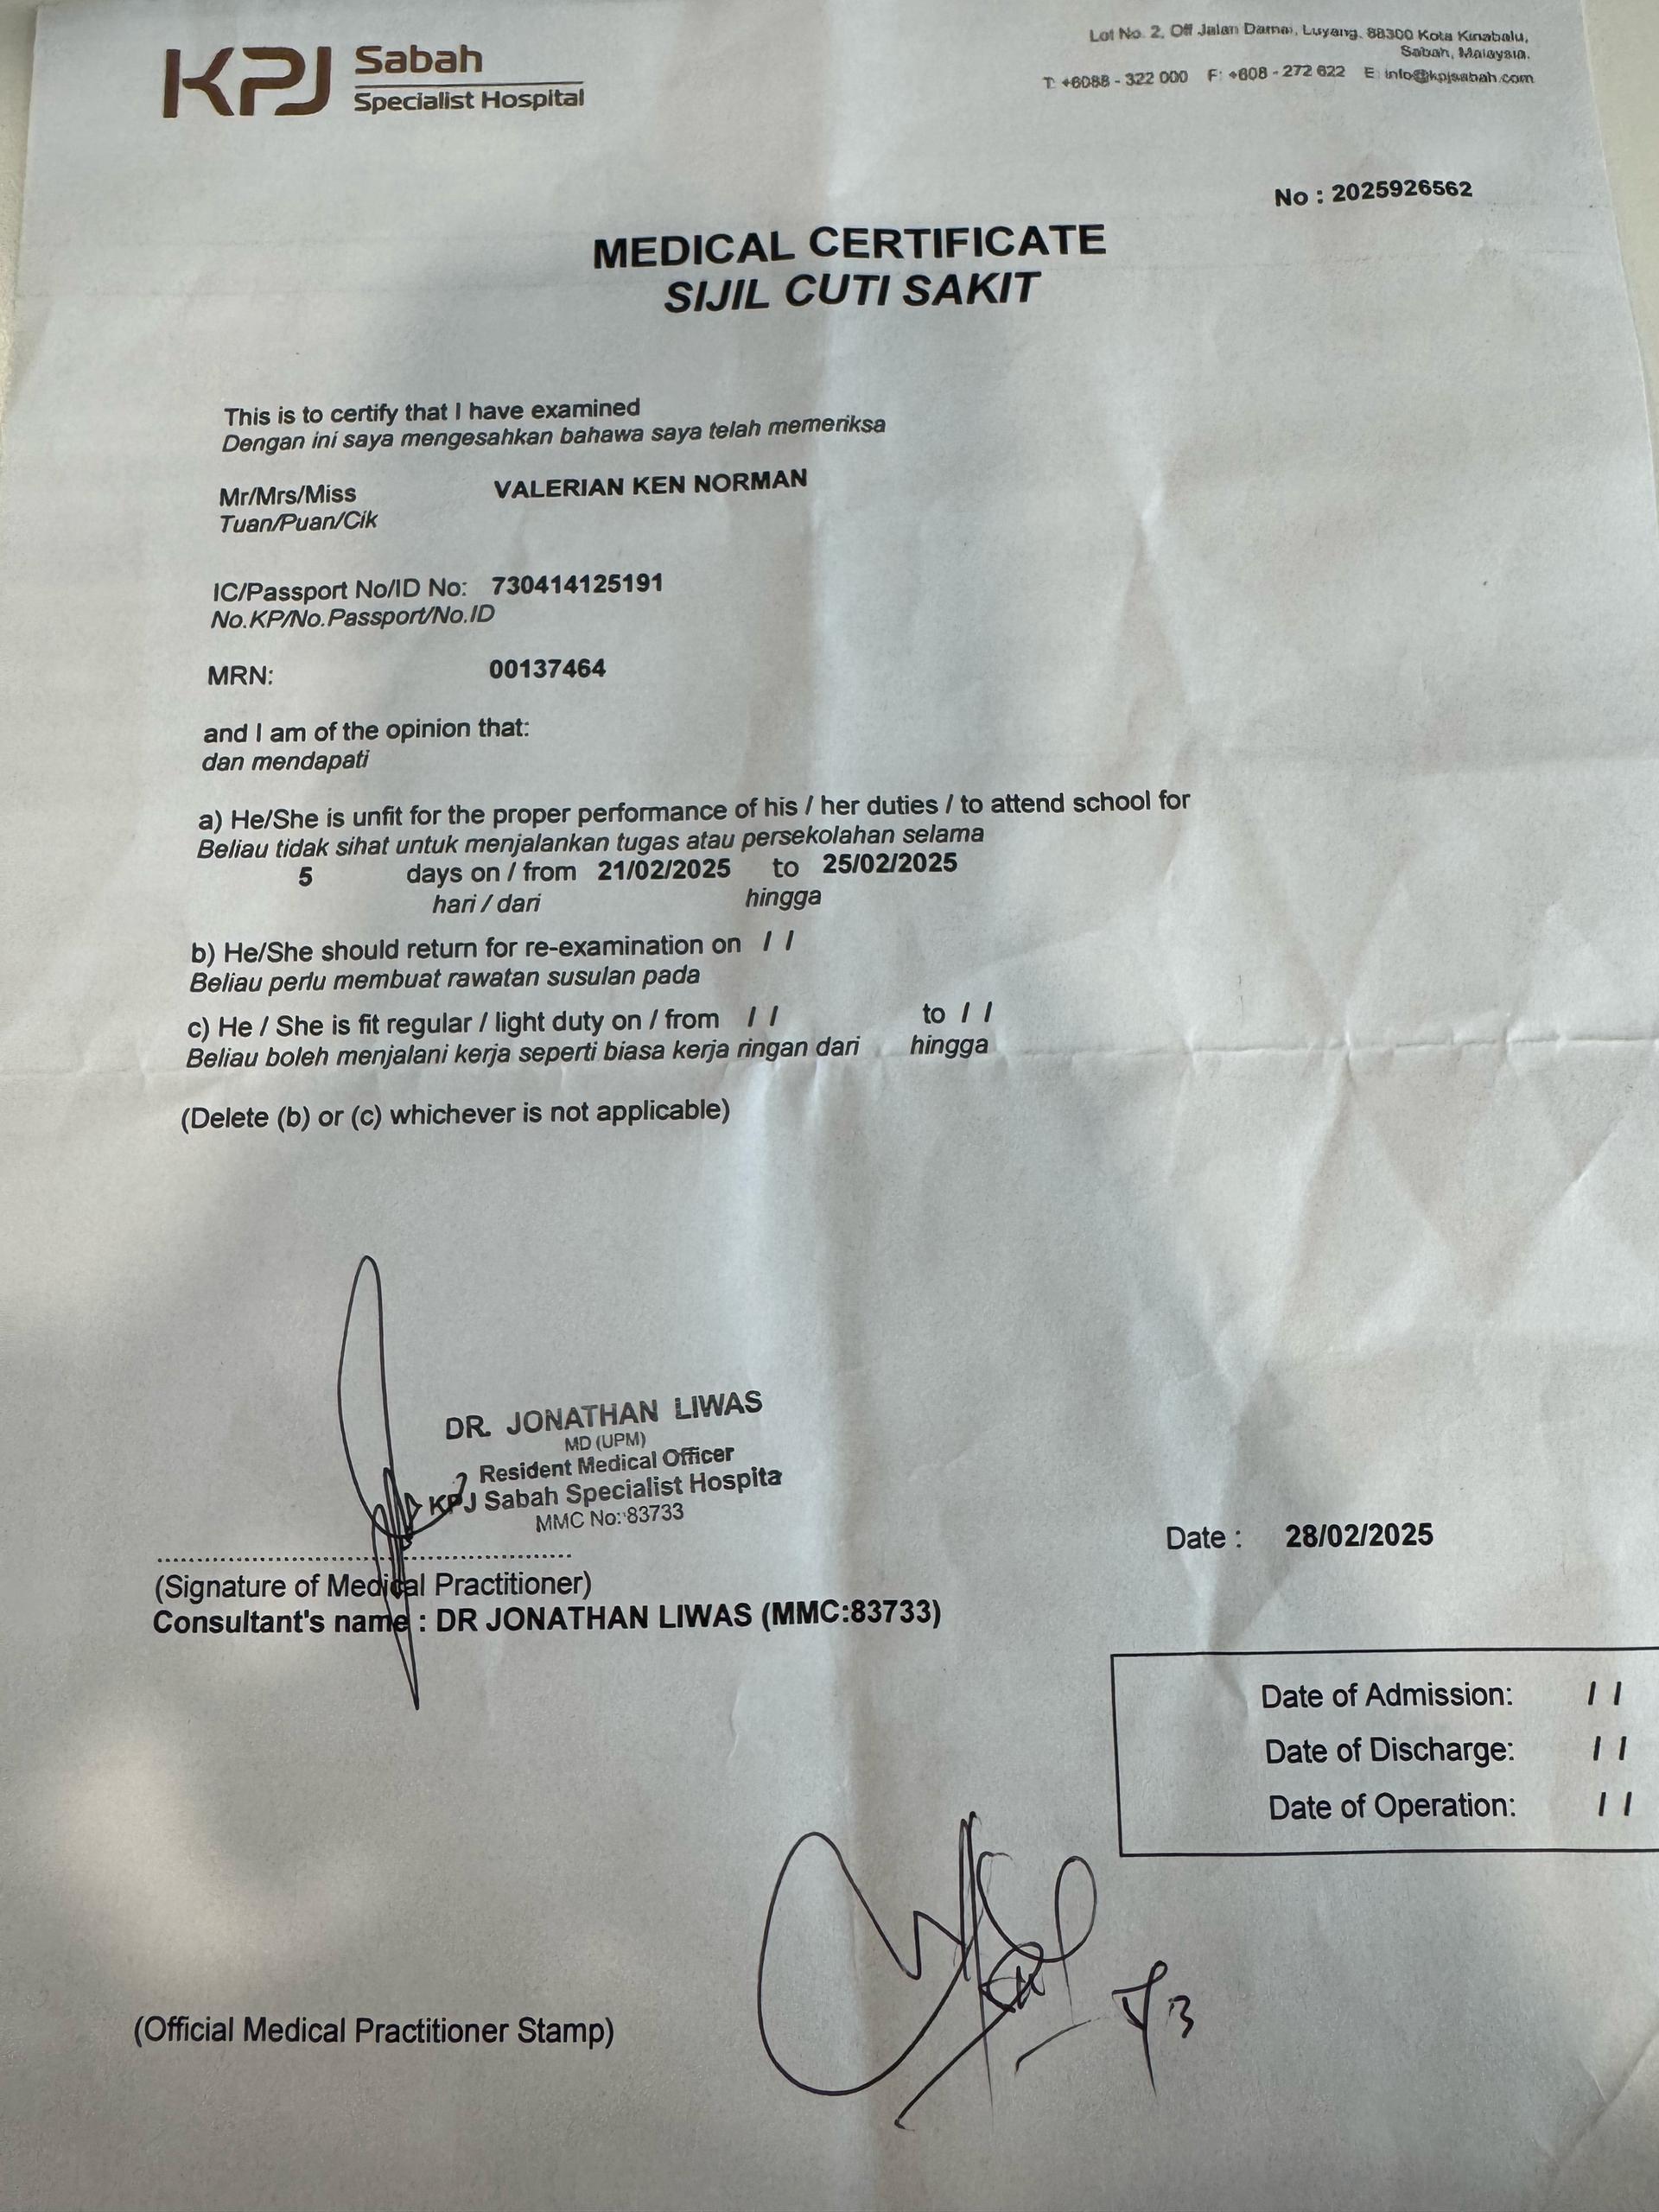 KPJ Sabah
Specialist Hospital
Lot No. 2, Off Jalan Damai, Luyang, 88300 Kota Kinabalu,
Sabah, Malaysia.
T: +6088 - 322 000 F: +608 - 272 622 E: info@kpjsabah.com
No : 2025926562
MEDICAL CERTIFICATE
SIJIL CUTI SAKIT
This is to certify that I have examined
Dengan ini saya mengesahkan bahawa saya telah memeriksa
Mr/Mrs/Miss VALERIAN KEN NORMAN
Tuan/Puan/Cik
IC/Passport No/ID No: 730414125191
No.KP/No.Passport/No.ID
MRN: 00137464
and I am of the opinion that:
dan mendapati
a) He/She is unfit for the proper performance of his / her duties / to attend school for
Beliau tidak sihat untuk menjalankan tugas atau persekolahan selama
5 days on / from 21/02/2025 to 25/02/2025
hari / dari hingga
b) He/She should return for re-examination on / /
Beliau perlu membuat rawatan susulan pada
c) He / She is fit regular / light duty on / from / / to / /
Beliau boleh menjalani kerja seperti biasa kerja ringan dari hingga
(Delete (b) or (c) whichever is not applicable)
DR. JONATHAN LIWAS
MD (UPM)
Resident Medical Officer
KPJ Sabah Specialist Hospita
MMC No: 83733
(Signature of Medical Practitioner)
Consultant's name : DR JONATHAN LIWAS (MMC:83733)
Date : 28/02/2025
Date of Admission: / /
Date of Discharge: / /
Date of Operation: / /
(Official Medical Practitioner Stamp)